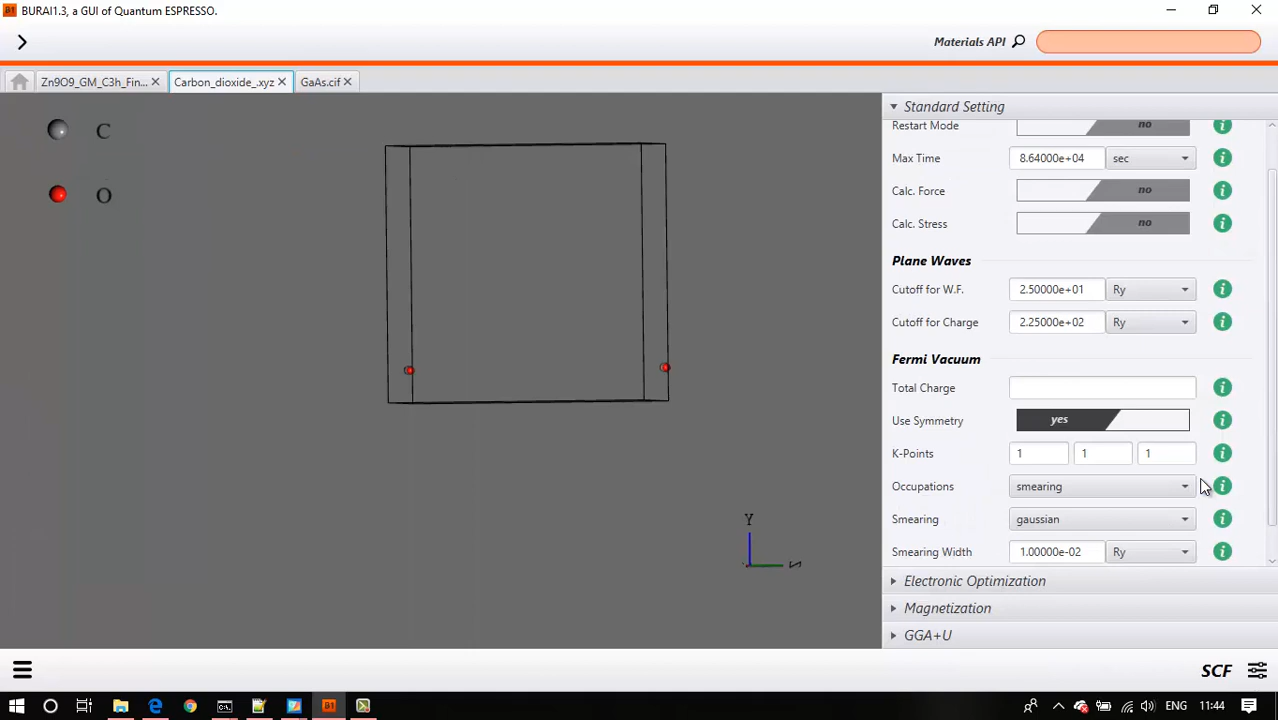 BURAI1.3, a GUI of Quantum ESPRESSO.
Materials API
Zn9O9_GM_C3h_Fin...
Carbon_dioxide_.xyz
GaAs.cif
C
O
Standard Setting
Restart Mode no
Max Time 8.64000e+04 sec
Calc. Force no
Calc. Stress no
Plane Waves
Cutoff for W.F. 2.50000e+01 Ry
Cutoff for Charge 2.25000e+02 Ry
Fermi Vacuum
Total Charge
Use Symmetry yes
K-Points 1 1 1
Occupations smearing
Smearing gaussian
Smearing Width 1.00000e-02 Ry
Electronic Optimization
Magnetization
GGA+U
Y
Z
SCF
ENG 11:44